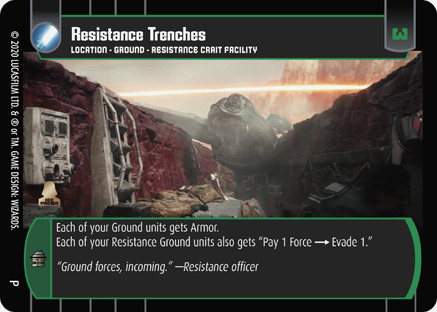 Resistance Trenches
LOCATION - GROUND - RESISTANCE CRAIT FACILITY
Each of your Ground units gets Armor.
Each of your Resistance Ground units also gets “Pay 1 Force → Evade 1.”
“Ground forces, incoming.” —Resistance officer
© 2020 LUCASFILM LTD. & ® or TM. GAME DESIGN: WIZARDS.
P